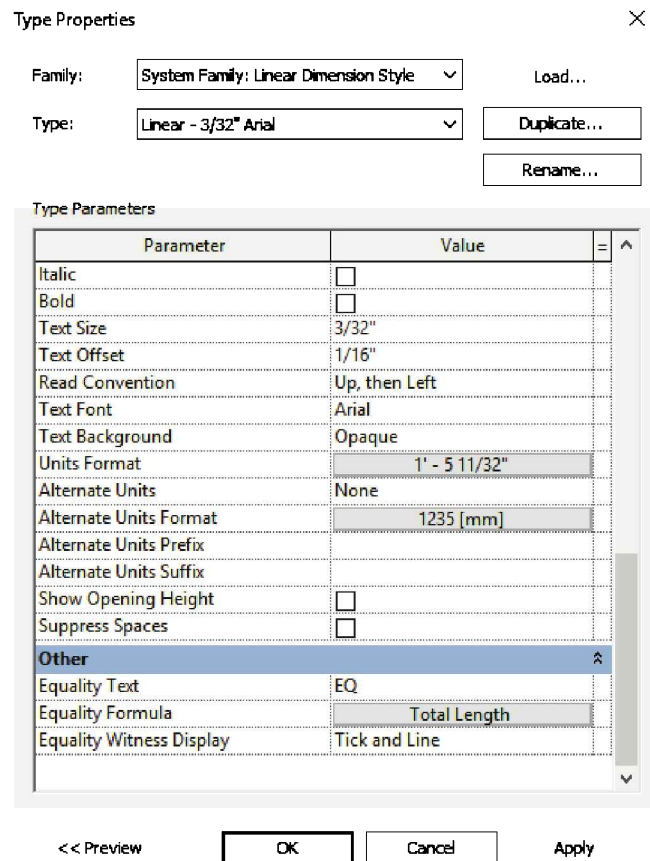 Type Properties
Family: System Family: Linear Dimension Style Load...
Type: Linear - 3/32" Arial Duplicate...
Rename...
Type Parameters
Parameter Value =
Italic
Bold
Text Size 3/32"
Text Offset 1/16"
Read Convention Up, then Left
Text Font Arial
Text Background Opaque
Units Format 1' - 5 11/32"
Alternate Units None
Alternate Units Format 1235 [mm]
Alternate Units Prefix
Alternate Units Suffix
Show Opening Height
Suppress Spaces
Other
Equality Text EQ
Equality Formula Total Length
Equality Witness Display Tick and Line
<< Preview OK Cancel Apply